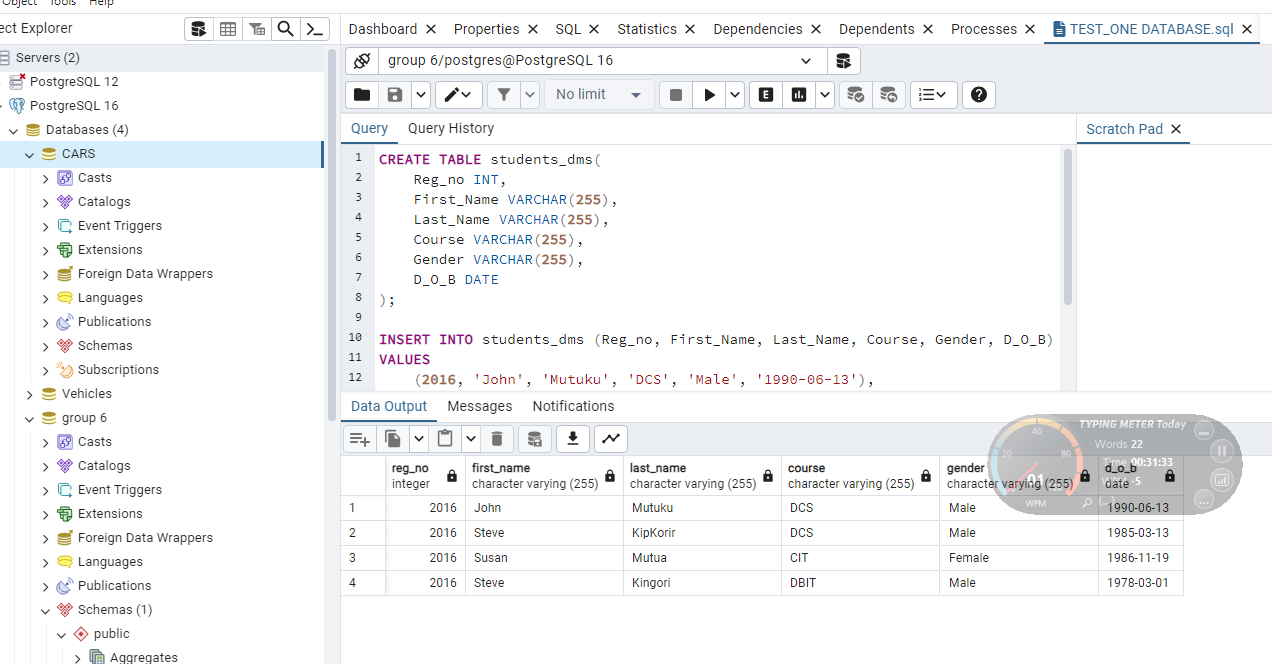 Object Tools Help
ect Explorer
Dashboard Properties SQL Statistics Dependencies Dependents Processes TEST_ONE DATABASE.sql
Servers (2)
PostgreSQL 12
PostgreSQL 16
Databases (4)
CARS
Casts
Catalogs
Event Triggers
Extensions
Foreign Data Wrappers
Languages
Publications
Schemas
Subscriptions
Vehicles
group 6
Casts
Catalogs
Event Triggers
Extensions
Foreign Data Wrappers
Languages
Publications
Schemas (1)
public
Aggregates
group 6/postgres@PostgreSQL 16
No limit
E
Query Query History
Scratch Pad
1 CREATE TABLE students_dms(
2 Reg_no INT,
3 First_Name VARCHAR(255),
4 Last_Name VARCHAR(255),
5 Course VARCHAR(255),
6 Gender VARCHAR(255),
7 D_O_B DATE
8 );
9
10 INSERT INTO students_dms (Reg_no, First_Name, Last_Name, Course, Gender, D_O_B)
11 VALUES
12 (2016, 'John', 'Mutuku', 'DCS', 'Male', '1990-06-13'),
Data Output Messages Notifications
reg_no first_name last_name course gender d_o_b
integer character varying (255) character varying (255) character varying (255) character varying (255) date
1 2016 John Mutuku DCS Male 1990-06-13
2 2016 Steve KipKorir DCS Male 1985-03-13
3 2016 Susan Mutua CIT Female 1986-11-19
4 2016 Steve Kingori DBIT Male 1978-03-01
TYPING METER Today
Words 22
Time 00:31:33
-5
20 40 80
01
WPM